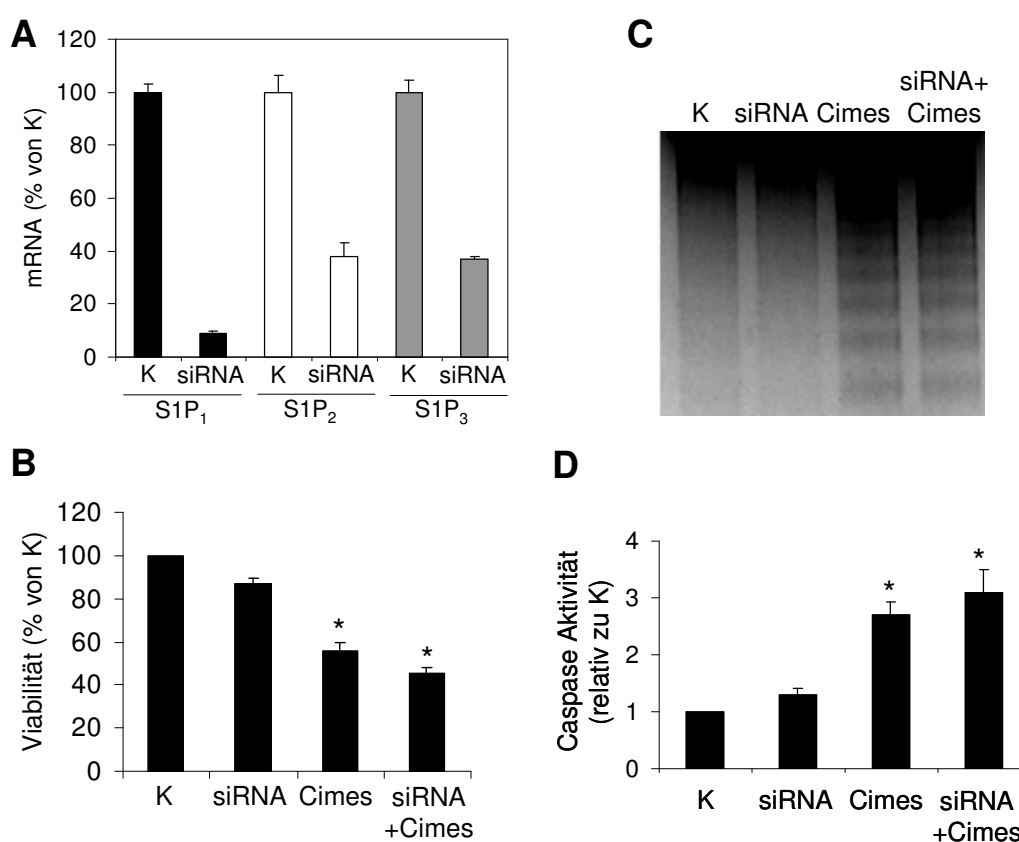 A
120
100
80
60
40
20
0
mRNA (% von K)
K siRNA K siRNA K siRNA
S1P1 S1P2 S1P3
C
siRNA+
K siRNA Cimes Cimes
B
120
100
80
60
40
20
0
Viabilität (% von K)
* *
K siRNA Cimes siRNA
+Cimes
D
4
3
2
1
0
Caspase Aktivität
(relativ zu K)
* *
K siRNA Cimes siRNA
+Cimes